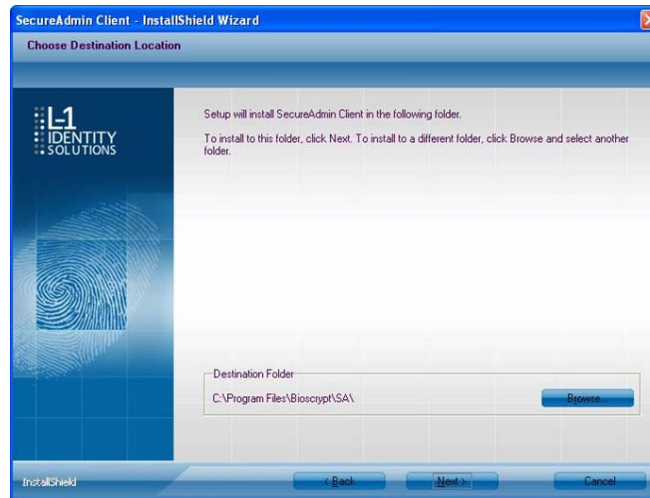 SecureAdmin Client - InstallShield Wizard
Choose Destination Location
L-1
IDENTITY
SOLUTIONS
Setup will install SecureAdmin Client in the following folder.
To install to this folder, click Next. To install to a different folder, click Browse and select another
folder.
Destination Folder
C:\Program Files\Bioscrypt\SA\
Browse...
InstallShield
< Back
Next >
Cancel